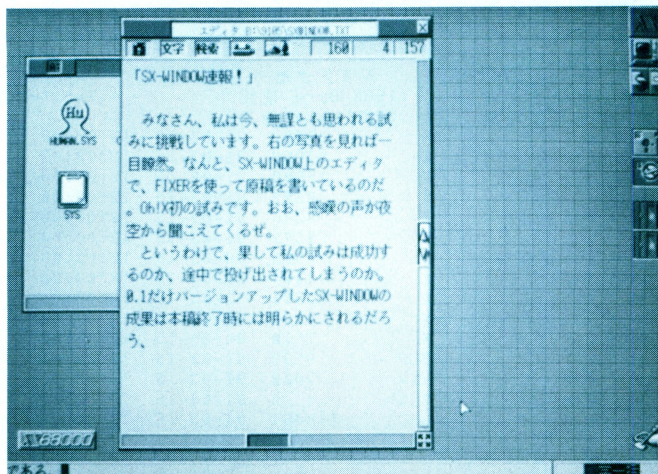 エディタ
文字 検索 160 4 157
「SX-WINDOW速報!」
みなさん、私は今、無謀とも思われる試
みに挑戦しています。右の写真を見れば一
目瞭然。なんと、SX-WINDOW上のエディタ
で、FIXERを使って原稿を書いているのだ
。Oh!X初の試みです。おお、感嘆の声が夜
空から聞こえてくるぜ。
というわけで、果して私の試みは成功す
るのか、途中で投げ出されてしまうのか。
0.1だけバージョンアップしたSX-WINDOWの
成果は本稿終了時には明らかにされるだろ
う、
Hu
HUMAN.SYS
SYS
X68000
である